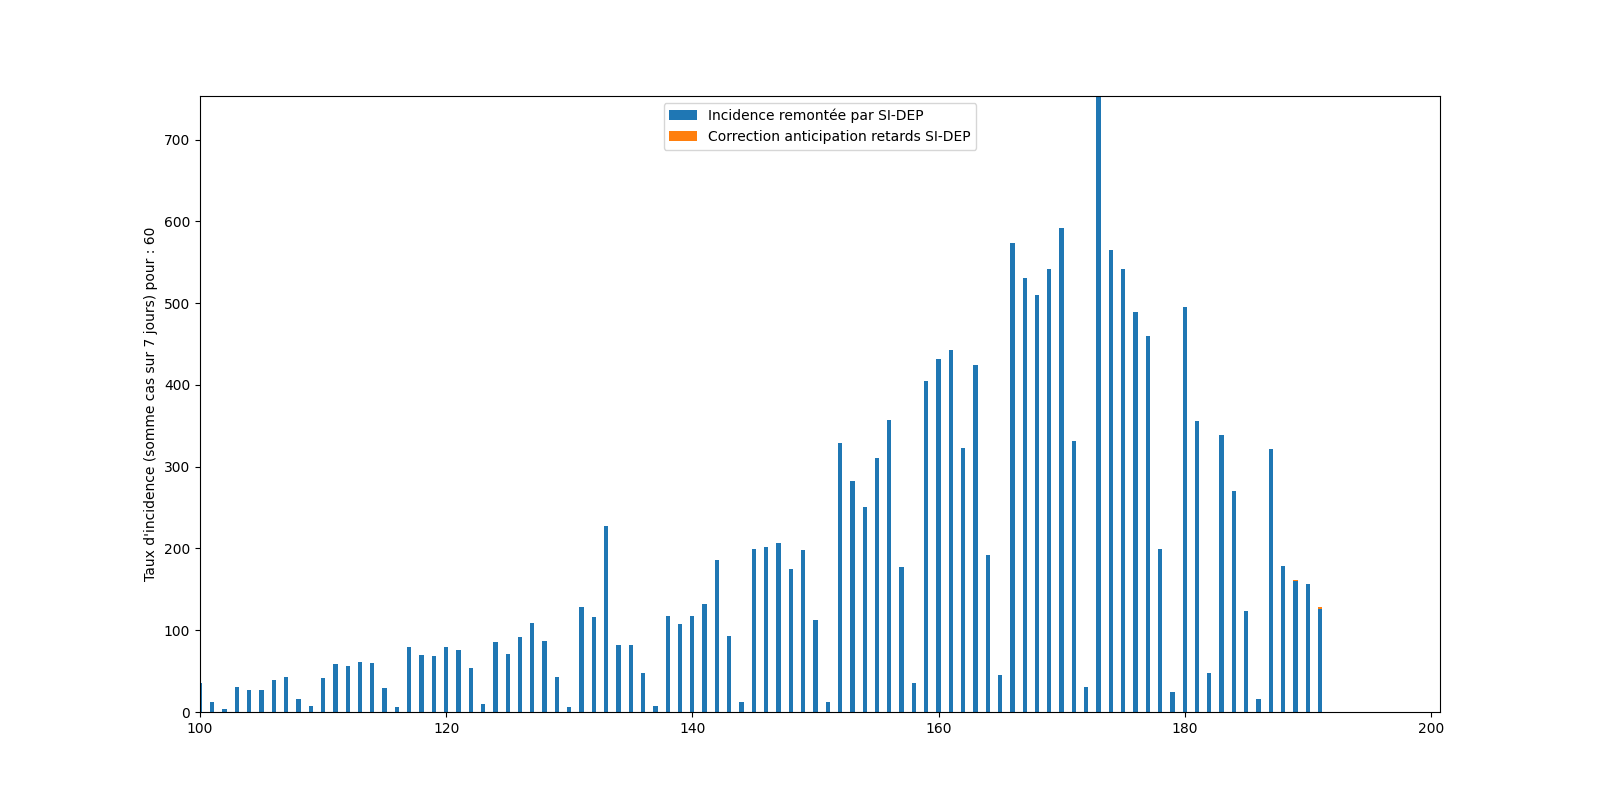 Incidence remontée par SI-DEP
Correction anticipation retards SI-DEP
Taux d'incidence (somme cas sur 7 jours) pour : 60
700
600
500
400
300
200
100
0
100 120 140 160 180 200